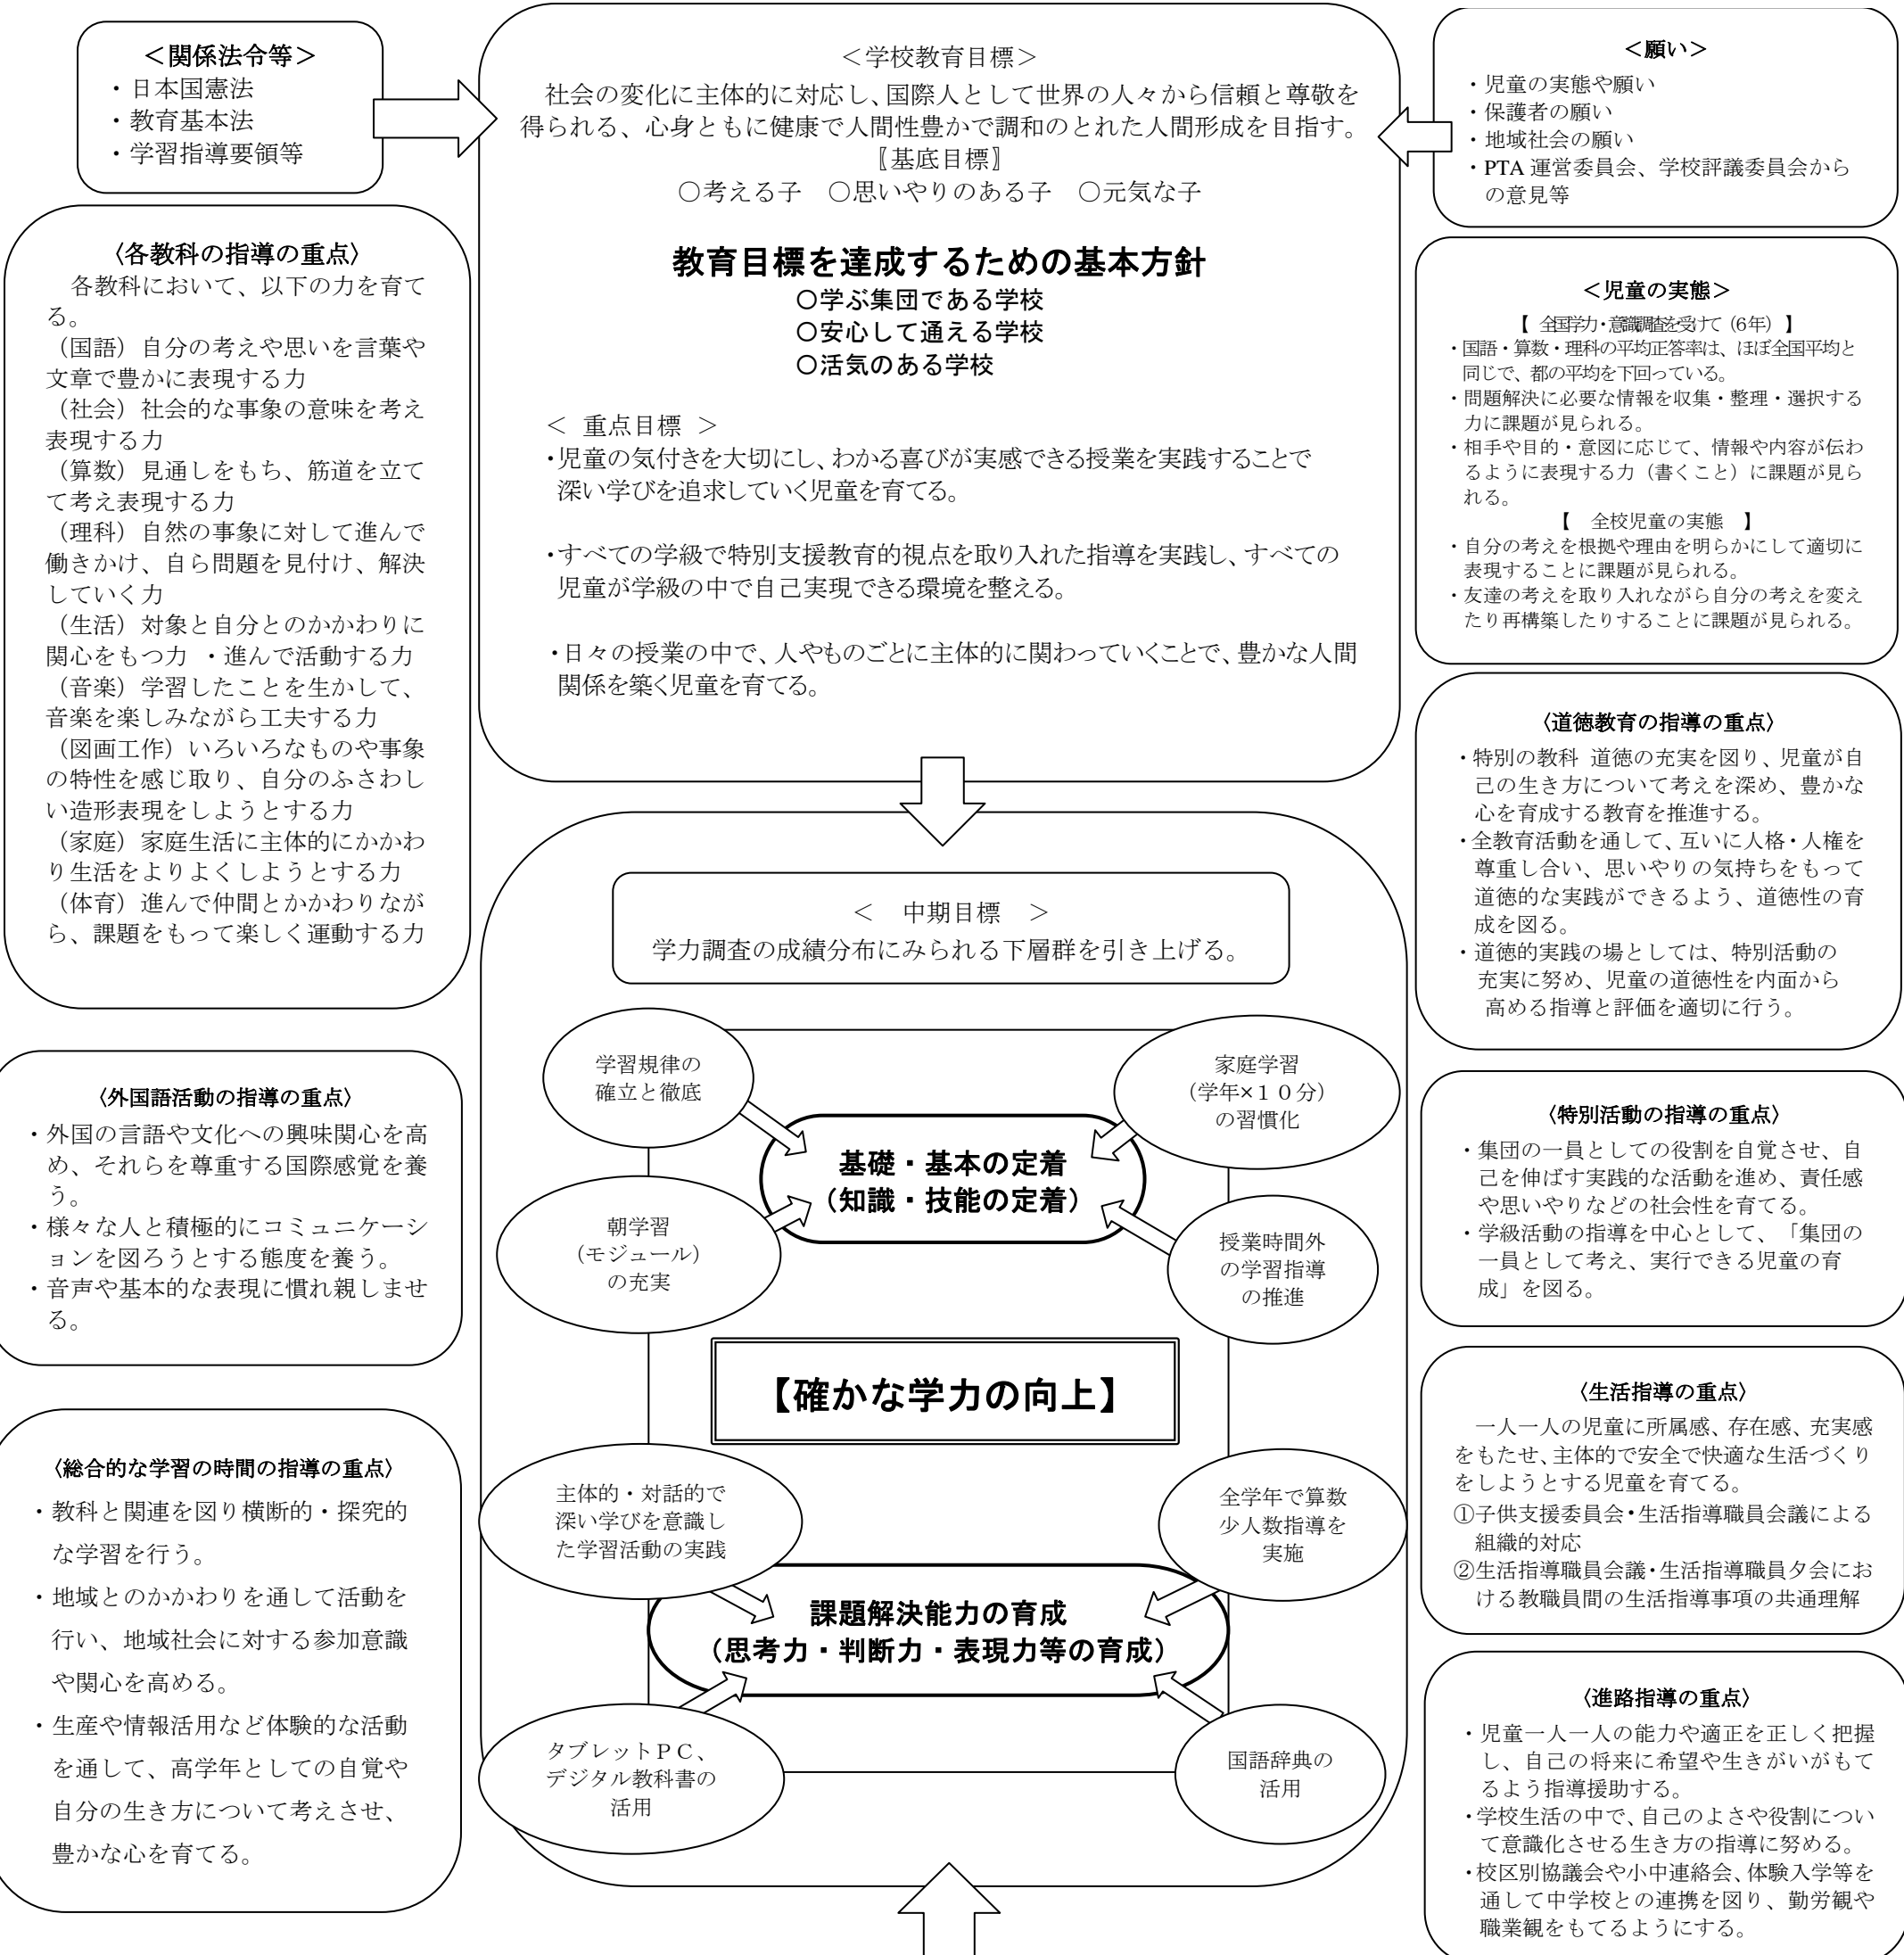 ＜関係法令等＞
・日本国憲法
・教育基本法
・学習指導要領等
＜学校教育目標＞
社会の変化に主体的に対応し、国際人として世界の人々から信頼と尊敬を
得られる、心身ともに健康で人間性豊かで調和のとれた人間形成を目指す。
〖基底目標〗
○考える子　○思いやりのある子　○元気な子
教育目標を達成するための基本方針
○学ぶ集団である学校
○安心して通える学校
○活気のある学校
＜ 重点目標 ＞
・児童の気付きを大切にし、わかる喜びが実感できる授業を実践することで
深い学びを追求していく児童を育てる。
・すべての学級で特別支援教育的視点を取り入れた指導を実践し、すべての
児童が学級の中で自己実現できる環境を整える。
・日々の授業の中で、人やものごとに主体的に関わっていくことで、豊かな人間
関係を築く児童を育てる。
＜願い＞
・児童の実態や願い
・保護者の願い
・地域社会の願い
・PTA 運営委員会、学校評議委員会から
の意見等
〈各教科の指導の重点〉
各教科において、以下の力を育て
る。
（国語）自分の考えや思いを言葉や
文章で豊かに表現する力
（社会）社会的な事象の意味を考え
表現する力
（算数）見通しをもち、筋道を立て
て考え表現する力
（理科）自然の事象に対して進んで
働きかけ、自ら問題を見付け、解決
していく力
（生活）対象と自分とのかかわりに
関心をもつ力 ・進んで活動する力
（音楽）学習したことを生かして、
音楽を楽しみながら工夫する力
（図画工作）いろいろなものや事象
の特性を感じ取り、自分のふさわし
い造形表現をしようとする力
（家庭）家庭生活に主体的にかかわ
り生活をよりよくしようとする力
（体育）進んで仲間とかかわりなが
ら、課題をもって楽しく運動する力
＜児童の実態＞
【 全国学力・意識調査を受けて（6年）】
・国語・算数・理科の平均正答率は、ほぼ全国平均と
同じで、都の平均を下回っている。
・問題解決に必要な情報を収集・整理・選択する
力に課題が見られる。
・相手や目的・意図に応じて、情報や内容が伝わ
るように表現する力（書くこと）に課題が見ら
れる。
【　全校児童の実態　】
・自分の考えを根拠や理由を明らかにして適切に
表現することに課題が見られる。
・友達の考えを取り入れながら自分の考えを変え
たり再構築したりすることに課題が見られる。
〈道徳教育の指導の重点〉
・特別の教科 道徳の充実を図り、児童が自
己の生き方について考えを深め、豊かな
心を育成する教育を推進する。
・全教育活動を通して、互いに人格・人権を
尊重し合い、思いやりの気持ちをもって
道徳的な実践ができるよう、道徳性の育
成を図る。
・道徳的実践の場としては、特別活動の
充実に努め、児童の道徳性を内面から
高める指導と評価を適切に行う。
＜　中期目標　＞
学力調査の成績分布にみられる下層群を引き上げる。
学習規律の
確立と徹底
家庭学習
（学年×１０分）
の習慣化
基礎・基本の定着
（知識・技能の定着）
朝学習
（モジュール）
の充実
授業時間外
の学習指導
の推進
【確かな学力の向上】
主体的・対話的で
深い学びを意識し
た学習活動の実践
全学年で算数
少人数指導を
実施
課題解決能力の育成
（思考力・判断力・表現力等の育成）
タブレットＰＣ、
デジタル教科書の
活用
国語辞典の
活用
〈外国語活動の指導の重点〉
・外国の言語や文化への興味関心を高
め、それらを尊重する国際感覚を養
う。
・様々な人と積極的にコミュニケーシ
ョンを図ろうとする態度を養う。
・音声や基本的な表現に慣れ親しませ
る。
〈総合的な学習の時間の指導の重点〉
・教科と関連を図り横断的・探究的
な学習を行う。
・地域とのかかわりを通して活動を
行い、地域社会に対する参加意識
や関心を高める。
・生産や情報活用など体験的な活動
を通して、高学年としての自覚や
自分の生き方について考えさせ、
豊かな心を育てる。
〈特別活動の指導の重点〉
・集団の一員としての役割を自覚させ、自
己を伸ばす実践的な活動を進め、責任感
や思いやりなどの社会性を育てる。
・学級活動の指導を中心として、「集団の
一員として考え、実行できる児童の育
成」を図る。
〈生活指導の重点〉
一人一人の児童に所属感、存在感、充実感
をもたせ、主体的で安全で快適な生活づくり
をしようとする児童を育てる。
①子供支援委員会・生活指導職員会議による
組織的対応
②生活指導職員会議・生活指導職員夕会にお
ける教職員間の生活指導事項の共通理解
〈進路指導の重点〉
・児童一人一人の能力や適正を正しく把握
し、自己の将来に希望や生きがいがもて
るよう指導援助する。
・学校生活の中で、自己のよさや役割につい
て意識化させる生き方の指導に努める。
・校区別協議会や小中連絡会、体験入学等を
通して中学校との連携を図り、勤労観や
職業観をもてるようにする。